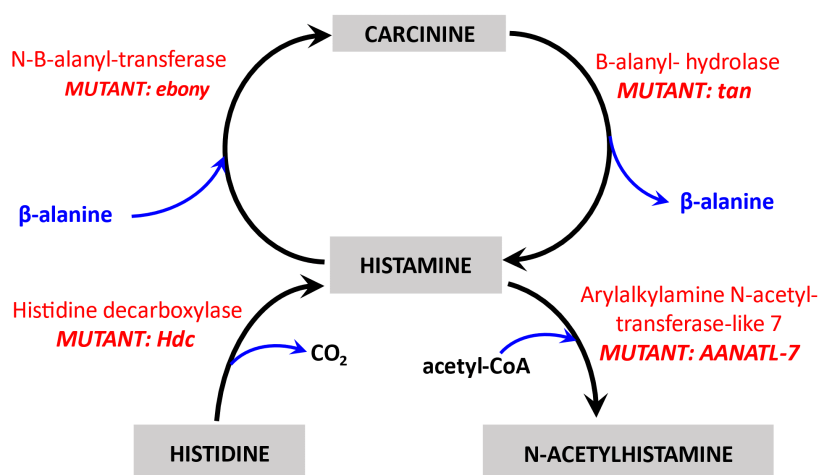 CARCININE
N-B-alanyl-transferase
MUTANT: ebony
B-alanyl- hydrolase
MUTANT: tan
β-alanine
β-alanine
HISTAMINE
Histidine decarboxylase
MUTANT: Hdc
Arylalkylamine N-acetyl-
transferase-like 7
MUTANT: AANATL-7
CO₂
acetyl-CoA
HISTIDINE
N-ACETYLHISTAMINE